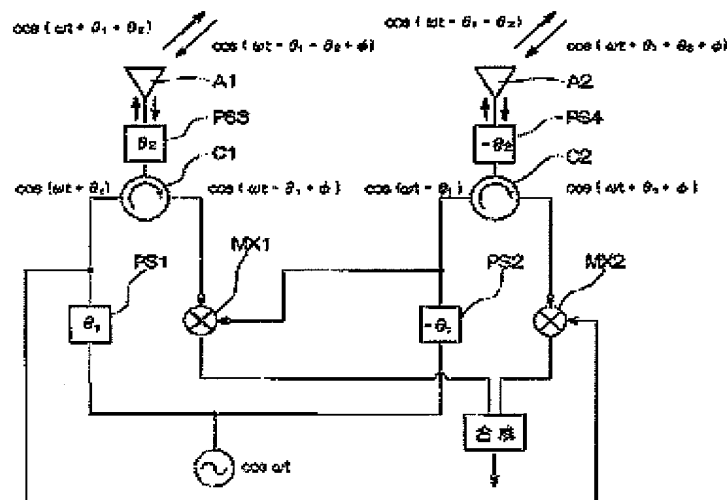 cos(ωt + θ₁ + θ₂)
cos(ωt - θ₁ - θ₂ + φ)
cos(ωt - θ₁ - θ₂)
cos(ωt + θ₁ + θ₂ + φ)
A1
A2
PS3
PS4
θ₂
-θ₂
C1
C2
cos(ωt + θ₁)
cos(ωt - θ₁ + φ)
cos(ωt - θ₁)
cos(ωt + θ₁ + φ)
PS1
MX1
PS2
MX2
θ₁
-θ₁
合成
cos ωt